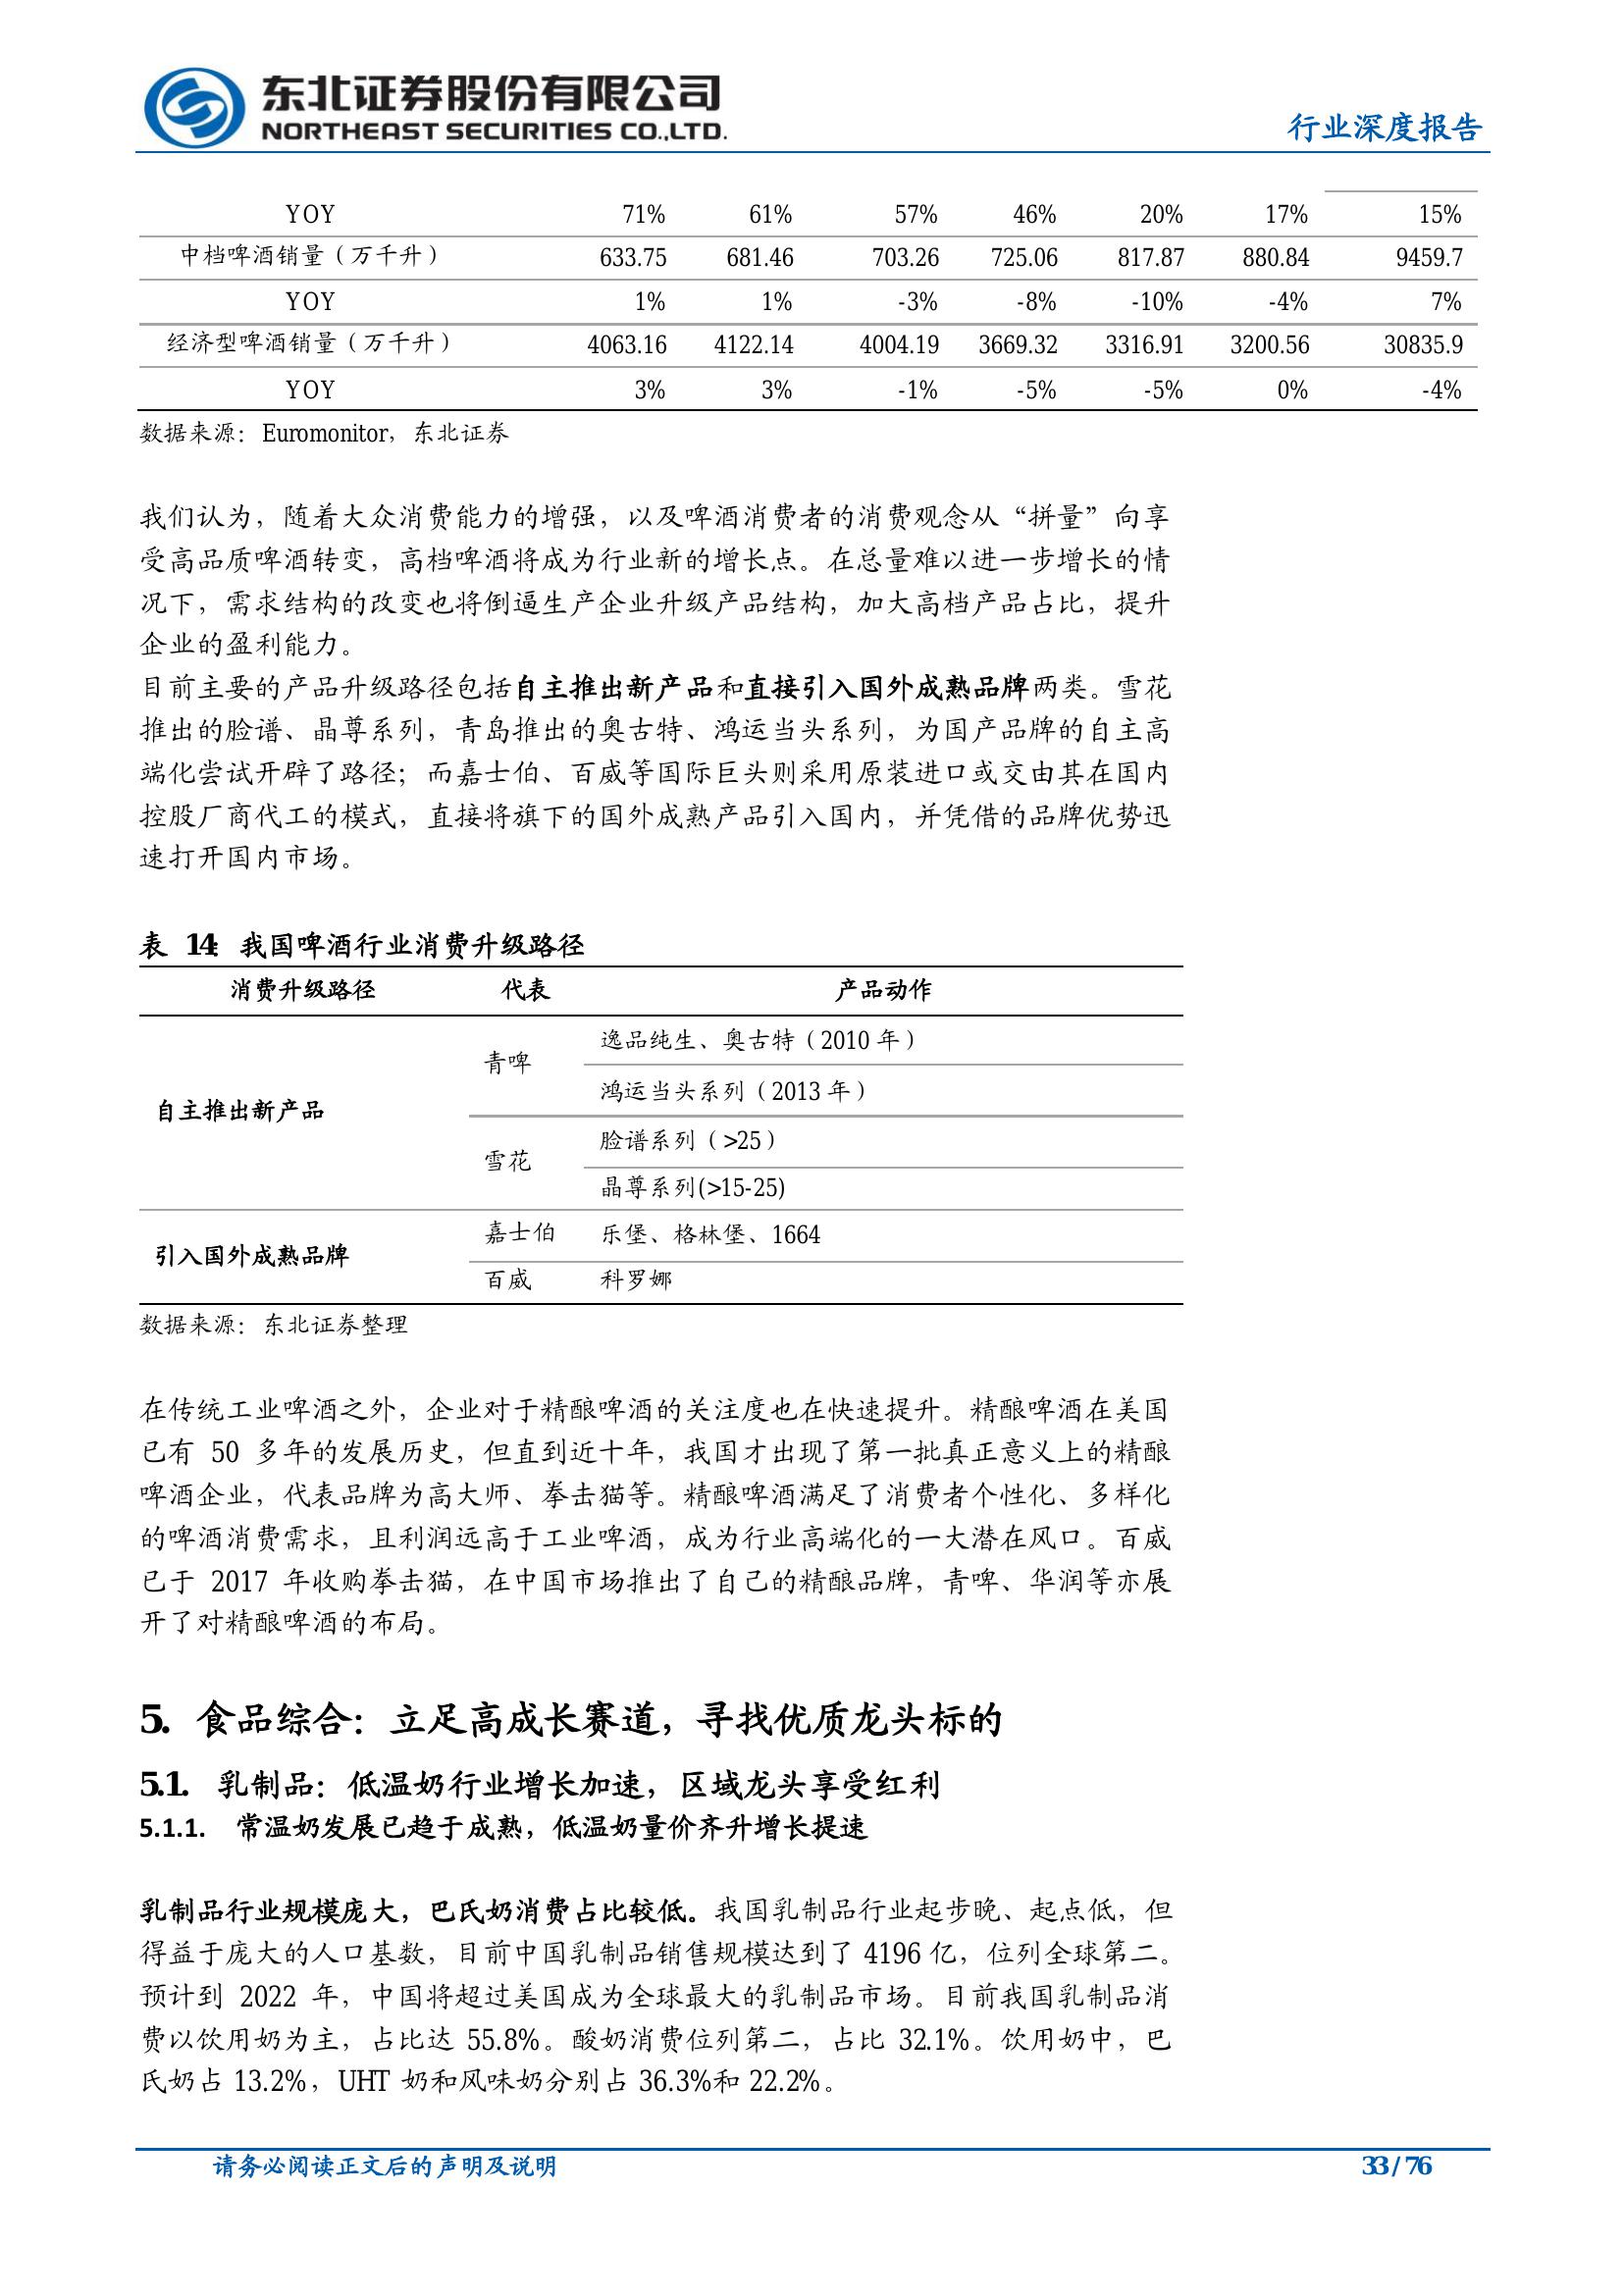 东北证券股份有限公司
NORTHEAST SECURITIES CO.,LTD.
行业深度报告
YOY 71% 61% 57% 46% 20% 17% 15%
中档啤酒销量（万千升） 633.75 681.46 703.26 725.06 817.87 880.84 9459.7
YOY 1% 1% -3% -8% -10% -4% 7%
经济型啤酒销量（万千升） 4063.16 4122.14 4004.19 3669.32 3316.91 3200.56 30835.9
YOY 3% 3% -1% -5% -5% 0% -4%
数据来源：Euromonitor，东北证券
我们认为，随着大众消费能力的增强，以及啤酒消费者的消费观念从“拼量”向享
受高品质啤酒转变，高档啤酒将成为行业新的增长点。在总量难以进一步增长的情
况下，需求结构的改变也将倒逼生产企业升级产品结构，加大高档产品占比，提升
企业的盈利能力。
目前主要的产品升级路径包括自主推出新产品和直接引入国外成熟品牌两类。雪花
推出的脸谱、晶尊系列，青岛推出的奥古特、鸿运当头系列，为国产品牌的自主高
端化尝试开辟了路径；而嘉士伯、百威等国际巨头则采用原装进口或交由其在国内
控股厂商代工的模式，直接将旗下的国外成熟产品引入国内，并凭借的品牌优势迅
速打开国内市场。
表 14：我国啤酒行业消费升级路径
消费升级路径 代表 产品动作
自主推出新产品 青啤 逸品纯生、奥古特（2010 年）
鸿运当头系列（2013 年）
雪花 脸谱系列（>25）
晶尊系列(>15-25)
引入国外成熟品牌 嘉士伯 乐堡、格林堡、1664
百威 科罗娜
数据来源：东北证券整理
在传统工业啤酒之外，企业对于精酿啤酒的关注度也在快速提升。精酿啤酒在美国
已有 50 多年的发展历史，但直到近十年，我国才出现了第一批真正意义上的精酿
啤酒企业，代表品牌为高大师、拳击猫等。精酿啤酒满足了消费者个性化、多样化
的啤酒消费需求，且利润远高于工业啤酒，成为行业高端化的一大潜在风口。百威
已于 2017 年收购拳击猫，在中国市场推出了自己的精酿品牌，青啤、华润等亦展
开了对精酿啤酒的布局。
5. 食品综合：立足高成长赛道，寻找优质龙头标的
5.1. 乳制品：低温奶行业增长加速，区域龙头享受红利
5.1.1. 常温奶发展已趋于成熟，低温奶量价齐升增长提速
乳制品行业规模庞大，巴氏奶消费占比较低。我国乳制品行业起步晚、起点低，但
得益于庞大的人口基数，目前中国乳制品销售规模达到了 4196 亿，位列全球第二。
预计到 2022 年，中国将超过美国成为全球最大的乳制品市场。目前我国乳制品消
费以饮用奶为主，占比达 55.8%。酸奶消费位列第二，占比 32.1%。饮用奶中，巴
氏奶占 13.2%，UHT 奶和风味奶分别占 36.3%和 22.2%。
请务必阅读正文后的声明及说明 33 / 76